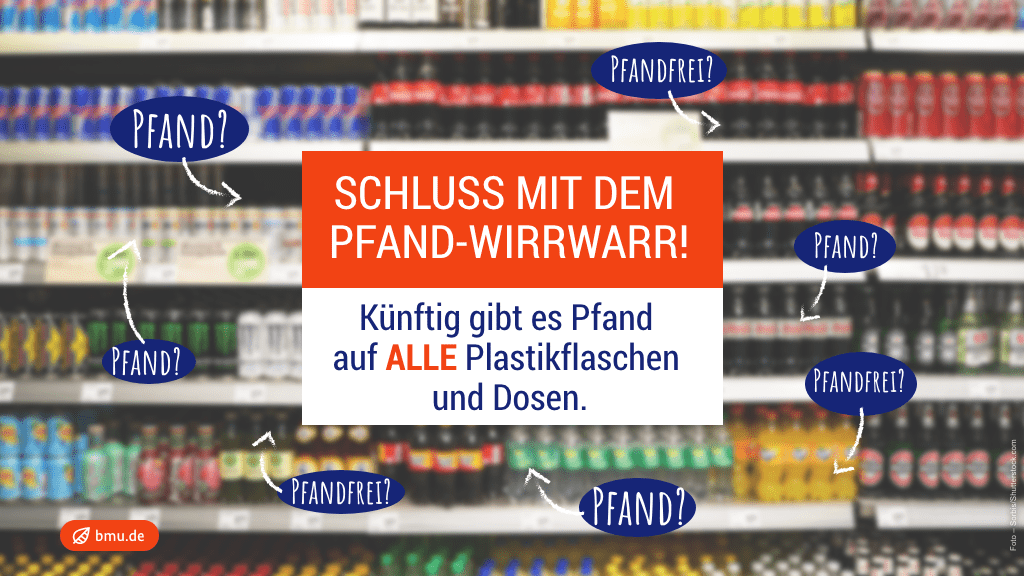 PFANDFREI?
PFAND?
SCHLUSS MIT DEM
PFAND-WIRRWARR!
PFAND?
Künftig gibt es Pfand
auf ALLE Plastikflaschen
und Dosen.
PFAND?
PFANDFREI?
PFANDFREI?
PFAND?
bmu.de
Foto – Sorbis/Shutterstock.com